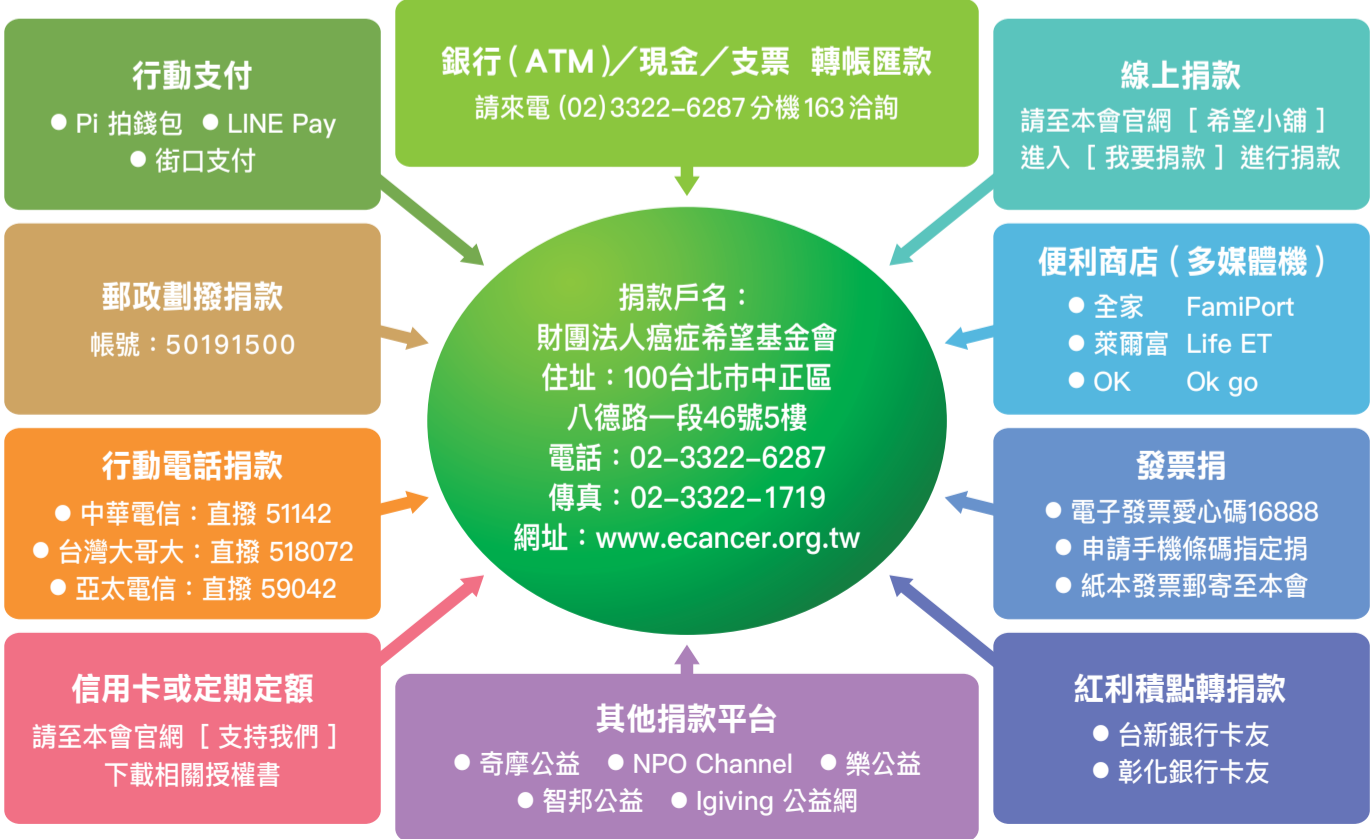 行動支付
● Pi 拍錢包 ● LINE Pay
● 街口支付
銀行（ATM）／現金／支票 轉帳匯款
請來電 (02)3322-6287分機163洽詢
線上捐款
請至本會官網［希望小舖］
進入［我要捐款］進行捐款
郵政劃撥捐款
帳號：50191500
捐款戶名：
財團法人癌症希望基金會
住址：100台北市中正區
八德路一段46號5樓
電話：02-3322-6287
傳真：02-3322-1719
網址：www.ecancer.org.tw
便利商店（多媒體機）
● 全家 FamiPort
● 萊爾富 Life ET
● OK Ok go
行動電話捐款
● 中華電信：直撥 51142
● 台灣大哥大：直撥 518072
● 亞太電信：直撥 59042
發票捐
● 電子發票愛心碼16888
● 申請手機條碼指定捐
● 紙本發票郵寄至本會
信用卡或定期定額
請至本會官網［支持我們］
下載相關授權書
其他捐款平台
● 奇摩公益 ● NPO Channel ● 樂公益
● 智邦公益 ● Igiving 公益網
紅利積點轉捐款
● 台新銀行卡友
● 彰化銀行卡友